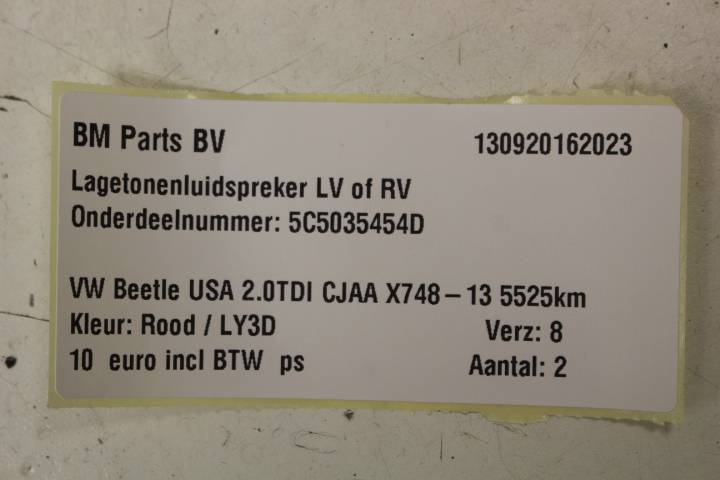 BM Parts BV 130920162023
Lagetonenluidspreker LV of RV
Onderdeelnummer: 5C5035454D
VW Beetle USA 2.0TDI CJAA X748 – 13 5525km
Kleur: Rood / LY3D Verz: 8
10 euro incl BTW ps Aantal: 2